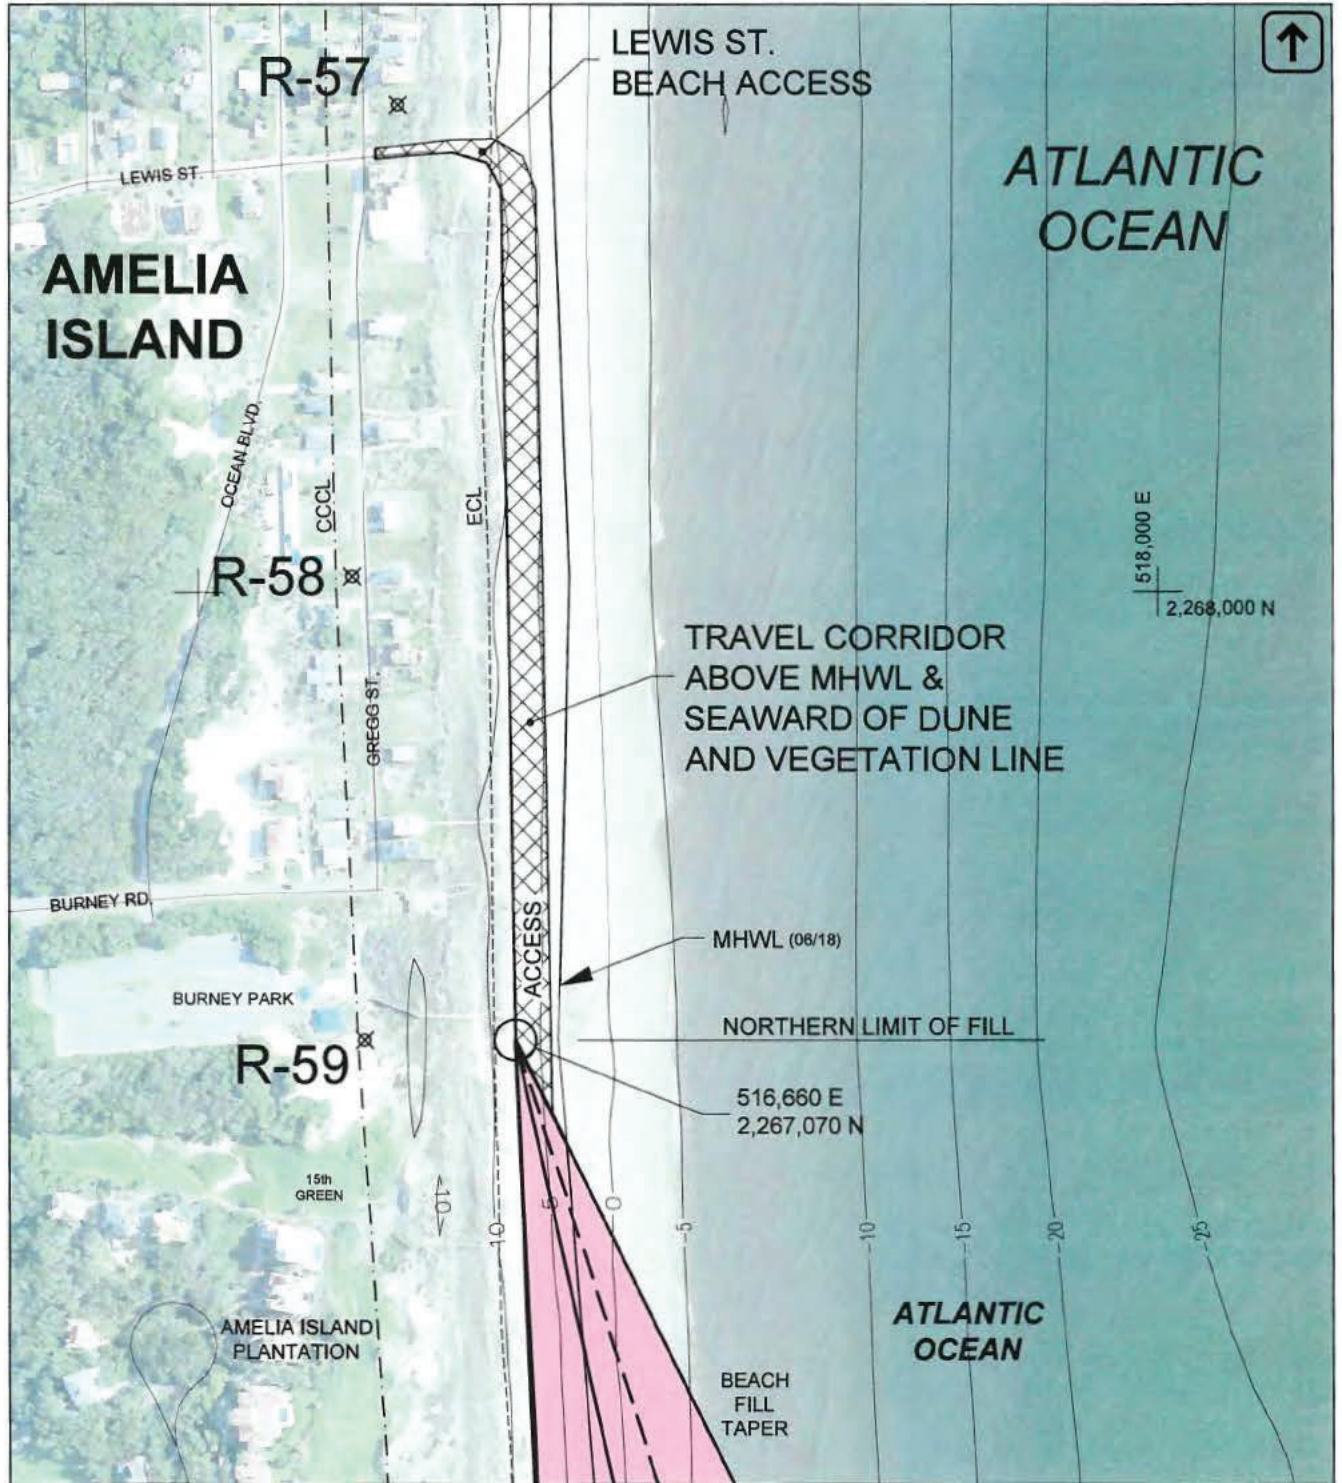 LEWIS ST.
BEACH ACCESS
R-57
LEWIS ST.
ATLANTIC
OCEAN
AMELIA
ISLAND
OCEAN BLVD.
CCCL
ECL
R-58
518,000 E
2,268,000 N
TRAVEL CORRIDOR
ABOVE MHWL &
SEAWARD OF DUNE
AND VEGETATION LINE
GREGG ST.
BURNEY RD.
ACCESS
MHWL (06/18)
BURNEY PARK
NORTHERN LIMIT OF FILL
R-59
516,660 E
2,267,070 N
15th
GREEN
10
10
5
0
-5
-10
-15
-20
-25
AMELIA ISLAND
PLANTATION
ATLANTIC
OCEAN
BEACH
FILL
TAPER